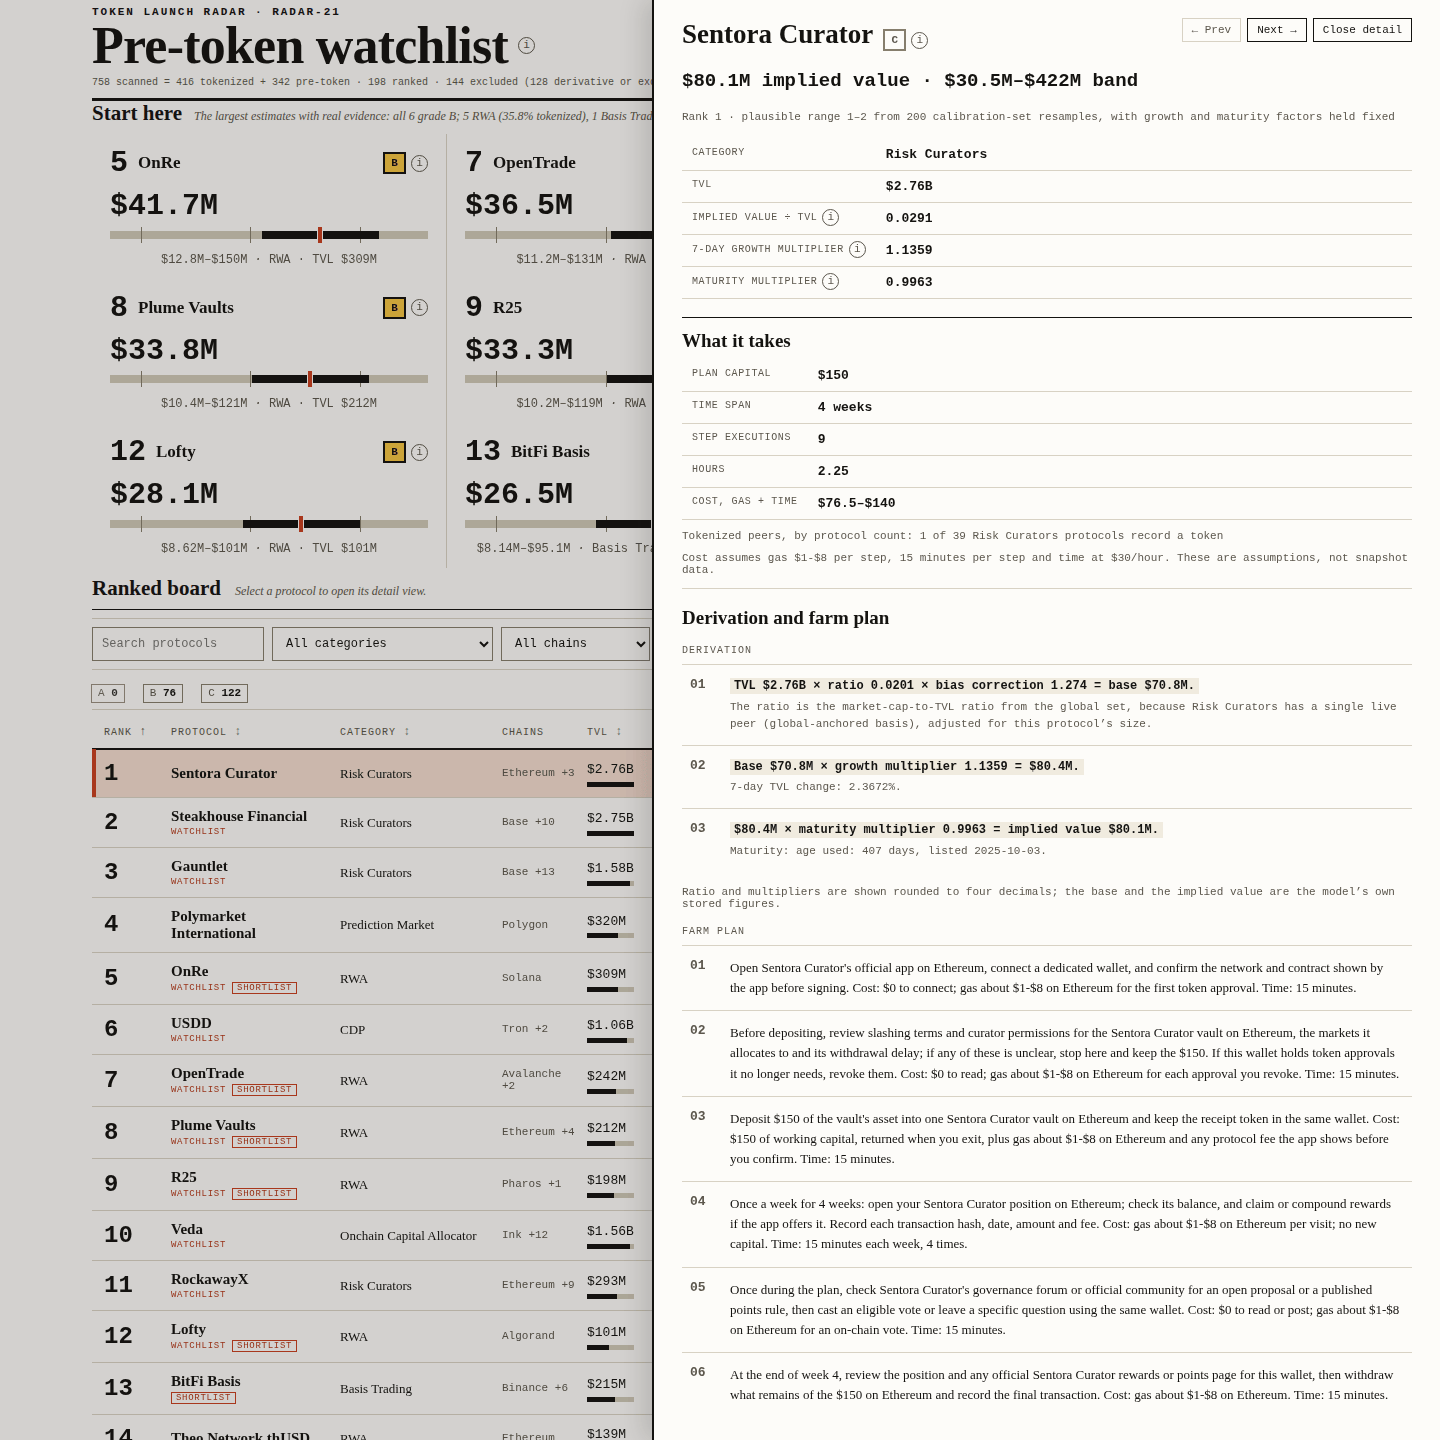 TOKEN LAUNCH RADAR · RADAR-21
Pre-token watchlist i
758 scanned = 416 tokenized + 342 pre-token · 198 ranked · 144 excluded (128 derivative or exc
Start here The largest estimates with real evidence: all 6 grade B; 5 RWA (35.8% tokenized), 1 Basis Trad
5 OnRe B i
$41.7M
$12.8M–$150M · RWA · TVL $309M
7 OpenTrade
$36.5M
$11.2M–$131M · RWA
8 Plume Vaults B i
$33.8M
$10.4M–$121M · RWA · TVL $212M
9 R25
$33.3M
$10.2M–$119M · RWA
12 Lofty B i
$28.1M
$8.62M–$101M · RWA · TVL $101M
13 BitFi Basis
$26.5M
$8.14M–$95.1M · Basis Tra
Ranked board Select a protocol to open its detail view.
Search protocols All categories All chains
A 0 B 76 C 122
RANK ↑ PROTOCOL ↕ CATEGORY ↕ CHAINS TVL ↕
1 Sentora Curator Risk Curators Ethereum +3 $2.76B
2 Steakhouse Financial Risk Curators Base +10 $2.75B
WATCHLIST
3 Gauntlet Risk Curators Base +13 $1.58B
WATCHLIST
4 Polymarket International Prediction Market Polygon $320M
5 OnRe RWA Solana $309M
WATCHLIST SHORTLIST
6 USDD CDP Tron +2 $1.06B
WATCHLIST
7 OpenTrade RWA Avalanche +2 $242M
WATCHLIST SHORTLIST
8 Plume Vaults RWA Ethereum +4 $212M
WATCHLIST SHORTLIST
9 R25 RWA Pharos +1 $198M
WATCHLIST SHORTLIST
10 Veda Onchain Capital Allocator Ink +12 $1.56B
WATCHLIST
11 RockawayX Risk Curators Ethereum +9 $293M
WATCHLIST
12 Lofty RWA Algorand $101M
WATCHLIST SHORTLIST
13 BitFi Basis Basis Trading Binance +6 $215M
SHORTLIST
14 Theo Network thUSD RWA Ethereum $139M
Sentora Curator C i
← Prev Next → Close detail
$80.1M implied value · $30.5M–$422M band
Rank 1 · plausible range 1–2 from 200 calibration-set resamples, with growth and maturity factors held fixed
CATEGORY Risk Curators
TVL $2.76B
IMPLIED VALUE ÷ TVL i 0.0291
7-DAY GROWTH MULTIPLIER i 1.1359
MATURITY MULTIPLIER i 0.9963
What it takes
PLAN CAPITAL $150
TIME SPAN 4 weeks
STEP EXECUTIONS 9
HOURS 2.25
COST, GAS + TIME $76.5–$140
Tokenized peers, by protocol count: 1 of 39 Risk Curators protocols record a token
Cost assumes gas $1-$8 per step, 15 minutes per step and time at $30/hour. These are assumptions, not snapshot
data.
Derivation and farm plan
DERIVATION
01 TVL $2.76B × ratio 0.0201 × bias correction 1.274 = base $70.8M.
The ratio is the market-cap-to-TVL ratio from the global set, because Risk Curators has a single live
peer (global-anchored basis), adjusted for this protocol’s size.
02 Base $70.8M × growth multiplier 1.1359 = $80.4M.
7-day TVL change: 2.3672%.
03 $80.4M × maturity multiplier 0.9963 = implied value $80.1M.
Maturity: age used: 407 days, listed 2025-10-03.
Ratio and multipliers are shown rounded to four decimals; the base and the implied value are the model’s own
stored figures.
FARM PLAN
01 Open Sentora Curator's official app on Ethereum, connect a dedicated wallet, and confirm the network and contract shown by
the app before signing. Cost: $0 to connect; gas about $1-$8 on Ethereum for the first token approval. Time: 15 minutes.
02 Before depositing, review slashing terms and curator permissions for the Sentora Curator vault on Ethereum, the markets it
allocates to and its withdrawal delay; if any of these is unclear, stop here and keep the $150. If this wallet holds token approvals
it no longer needs, revoke them. Cost: $0 to read; gas about $1-$8 on Ethereum for each approval you revoke. Time: 15 minutes.
03 Deposit $150 of the vault's asset into one Sentora Curator vault on Ethereum and keep the receipt token in the same wallet. Cost:
$150 of working capital, returned when you exit, plus gas about $1-$8 on Ethereum and any protocol fee the app shows before
you confirm. Time: 15 minutes.
04 Once a week for 4 weeks: open your Sentora Curator position on Ethereum; check its balance, and claim or compound rewards
if the app offers it. Record each transaction hash, date, amount and fee. Cost: gas about $1-$8 on Ethereum per visit; no new
capital. Time: 15 minutes each week, 4 times.
05 Once during the plan, check Sentora Curator's governance forum or official community for an open proposal or a published
points rule, then cast an eligible vote or leave a specific question using the same wallet. Cost: $0 to read or post; gas about $1-$8
on Ethereum for an on-chain vote. Time: 15 minutes.
06 At the end of week 4, review the position and any official Sentora Curator rewards or points page for this wallet, then withdraw
what remains of the $150 on Ethereum and record the final transaction. Cost: gas about $1-$8 on Ethereum. Time: 15 minutes.